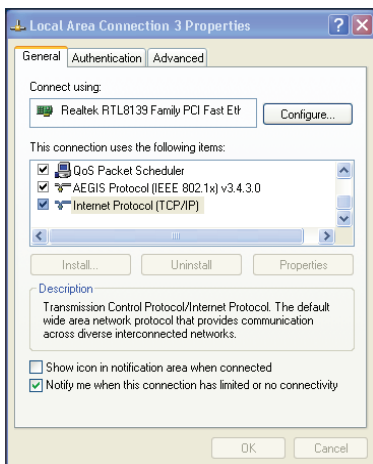 Local Area Connection 3 Properties
General Authentication Advanced
Connect using:
Realtek RTL8139 Family PCI Fast Etr
Configure...
This connection uses the following items:
QoS Packet Scheduler
AEGIS Protocol (IEEE 802.1x) v3.4.3.0
Internet Protocol (TCP/IP)
Install... Uninstall Properties
Description
Transmission Control Protocol/Internet Protocol. The default
wide area network protocol that provides communication
across diverse interconnected networks.
Show icon in notification area when connected
Notify me when this connection has limited or no connectivity
OK Cancel